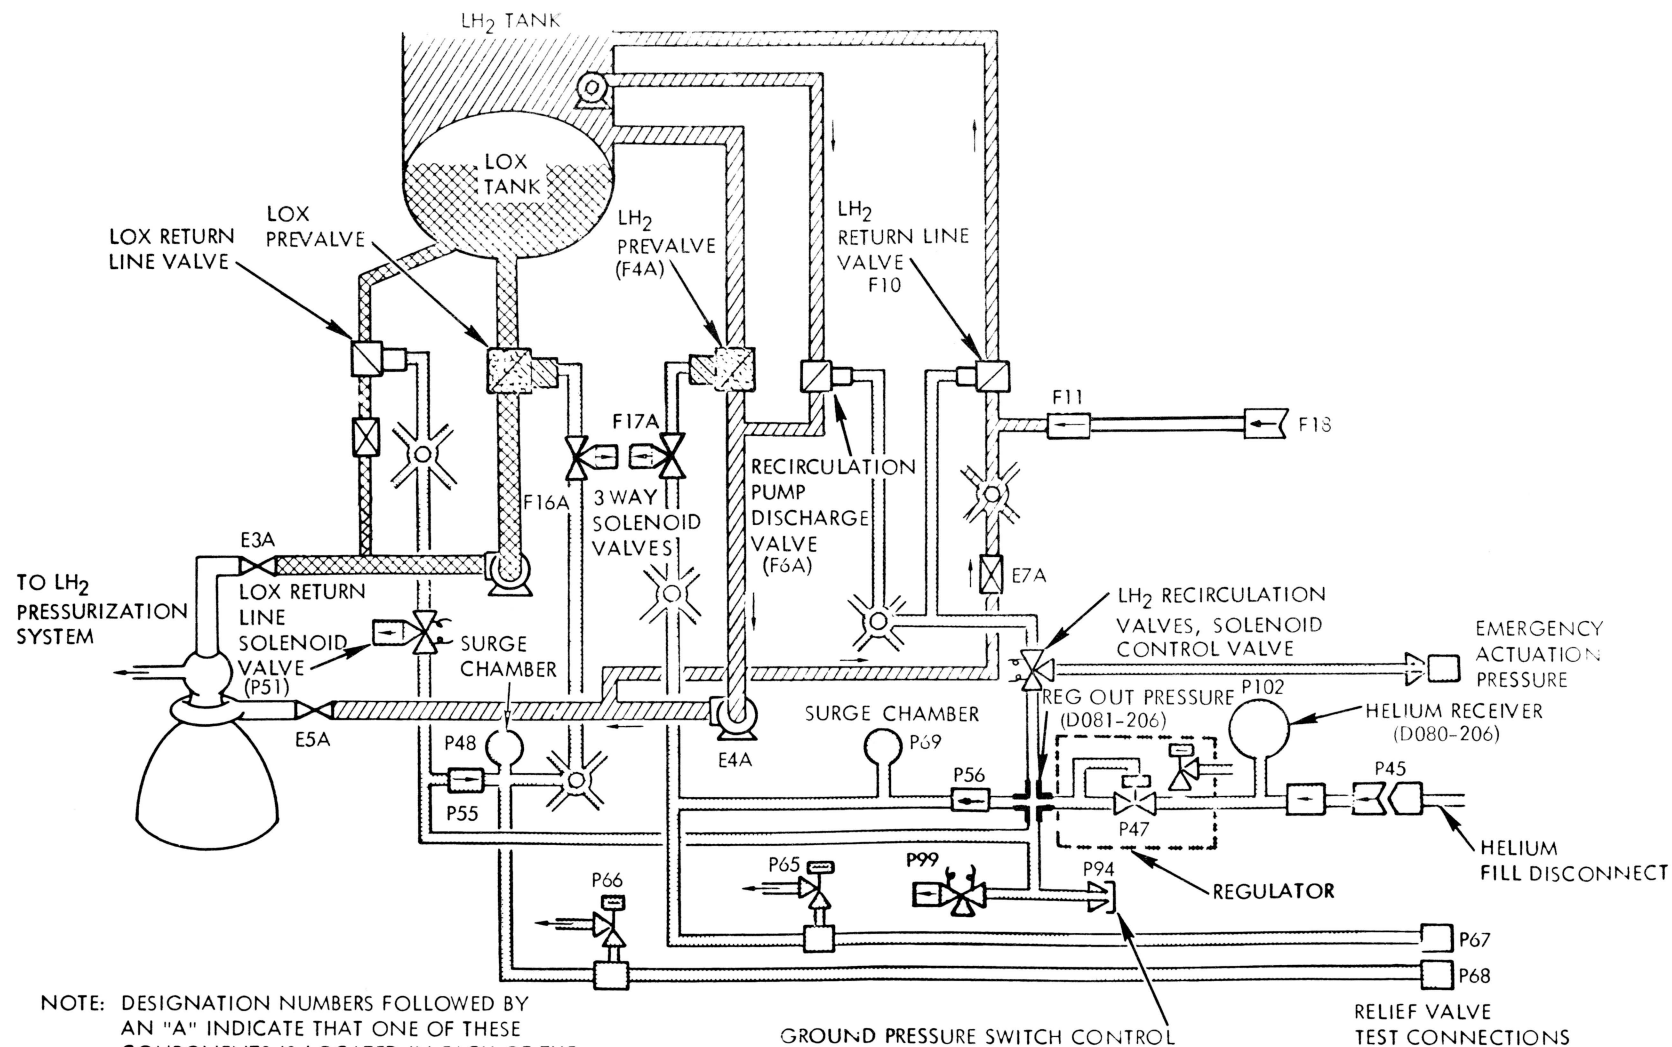 LH2 TANK
LOX
TANK
LOX
PREVALVE
LOX RETURN
LINE VALVE
LH2
PREVALVE
(F4A)
LH2
RETURN LINE
VALVE
F10
F11
F18
F17A
F16A
3 WAY
SOLENOID
VALVES
RECIRCULATION
PUMP
DISCHARGE
VALVE
(F6A)
E3A
E7A
TO LH2
PRESSURIZATION
SYSTEM
LOX RETURN
LINE
SOLENOID
VALVE
(P51)
SURGE
CHAMBER
LH2 RECIRCULATION
VALVES, SOLENOID
CONTROL VALVE
EMERGENCY
ACTUATION
PRESSURE
E5A
P48
E4A
SURGE CHAMBER
P69
REG OUT PRESSURE
(D081-206)
P102
HELIUM RECEIVER
(D080-206)
P55
P56
P47
P45
HELIUM
FILL DISCONNECT
REGULATOR
P66
P65
P99
P94
P67
P68
NOTE: DESIGNATION NUMBERS FOLLOWED BY
AN "A" INDICATE THAT ONE OF THESE
GROUND PRESSURE SWITCH CONTROL
RELIEF VALVE
TEST CONNECTIONS